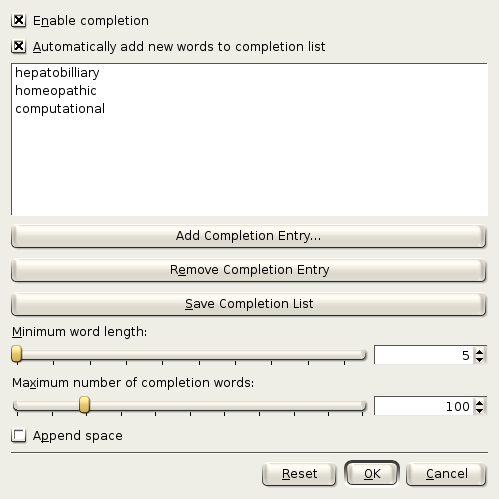 Enable completion
Automatically add new words to completion list
hepatobilliary
homeopathic
computational
Add Completion Entry...
Remove Completion Entry
Save Completion List
Minimum word length:
5
Maximum number of completion words:
100
Append space
Reset OK Cancel